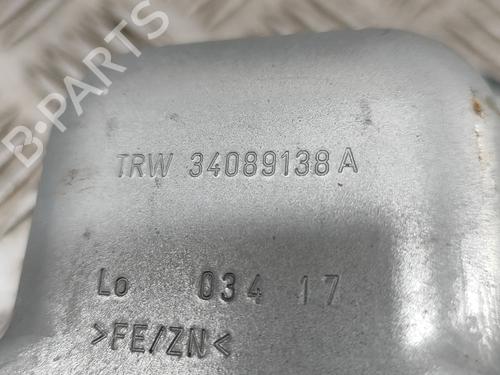 B-PARTS
TRW 34089138 A
Lo 034 17
>FE/ZN<